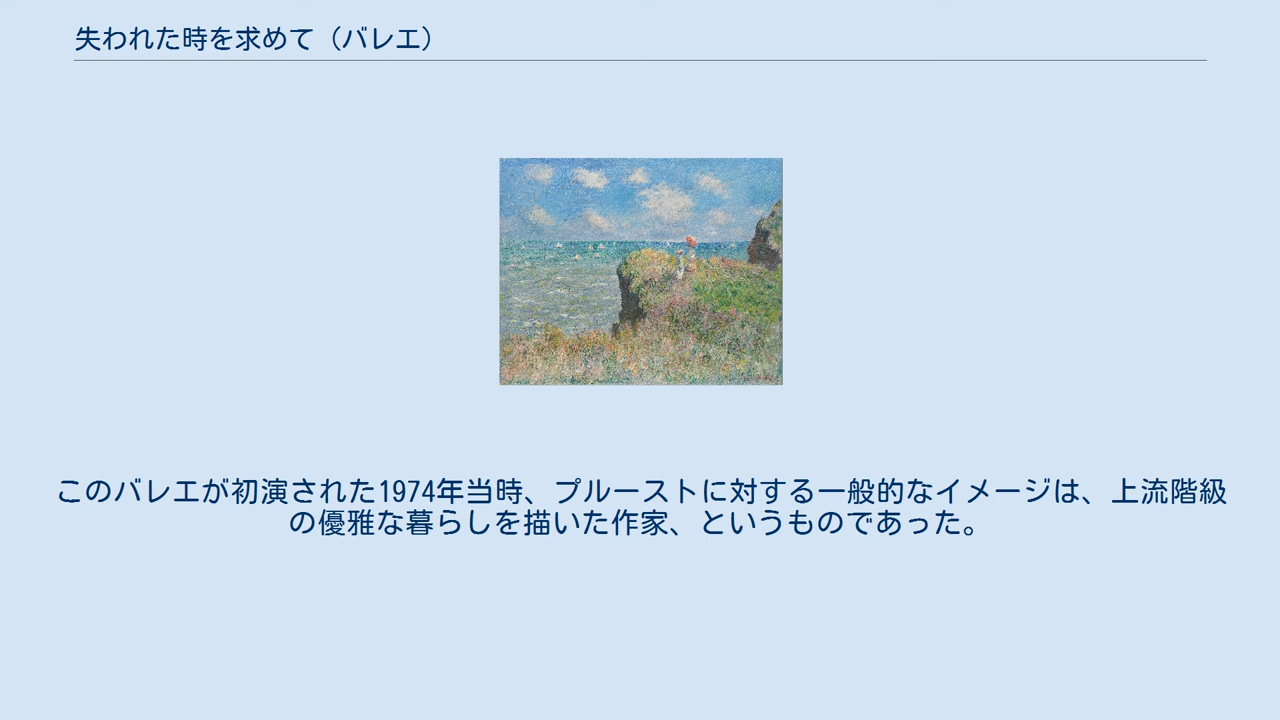 失われた時を求めて（バレエ）
このバレエが初演された1974年当時、プルーストに対する一般的なイメージは、上流階級
の優雅な暮らしを描いた作家、というものであった。